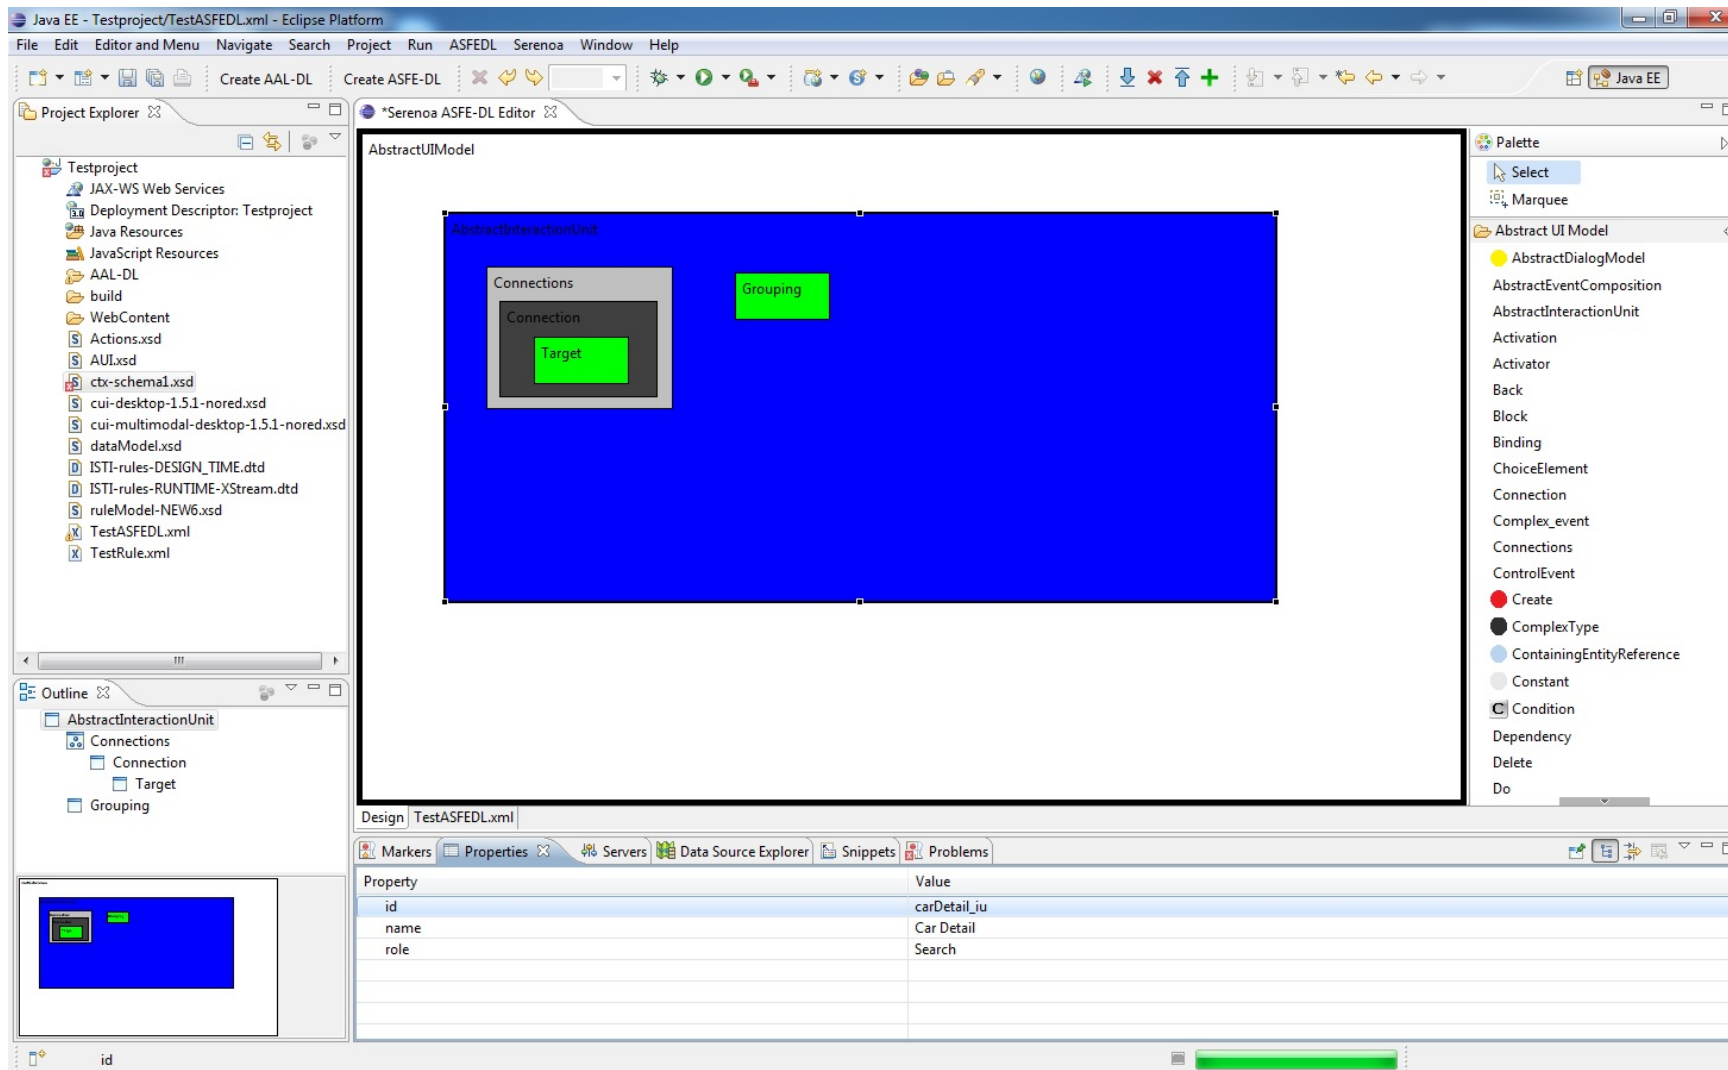 Java EE - Testproject/TestASFEDL.xml - Eclipse Platform
File Edit Editor and Menu Navigate Search Project Run ASFEDL Serenoa Window Help
Create AAL-DL Create ASFE-DL Java EE
Project Explorer
Testproject
JAX-WS Web Services
3.0 Deployment Descriptor: Testproject
Java Resources
JavaScript Resources
AAL-DL
build
WebContent
Actions.xsd
AUI.xsd
ctx-schema1.xsd
cui-desktop-1.5.1-nored.xsd
cui-multimodal-desktop-1.5.1-nored.xsd
dataModel.xsd
ISTI-rules-DESIGN_TIME.dtd
ISTI-rules-RUNTIME-XStream.dtd
ruleModel-NEW6.xsd
TestASFEDL.xml
TestRule.xml
Outline
AbstractInteractionUnit
Connections
Connection
Target
Grouping
*Serenoa ASFE-DL Editor
AbstractUIModel
AbstractInteractionUnit
Connections
Connection
Target
Grouping
Design TestASFEDL.xml
Palette
Select
Marquee
Abstract UI Model
AbstractDialogModel
AbstractEventComposition
AbstractInteractionUnit
Activation
Activator
Back
Block
Binding
ChoiceElement
Connection
Complex_event
Connections
ControlEvent
Create
ComplexType
ContainingEntityReference
Constant
C Condition
Dependency
Delete
Do
Markers Properties Servers Data Source Explorer Snippets Problems
Property Value
id carDetail_iu
name Car Detail
role Search
id